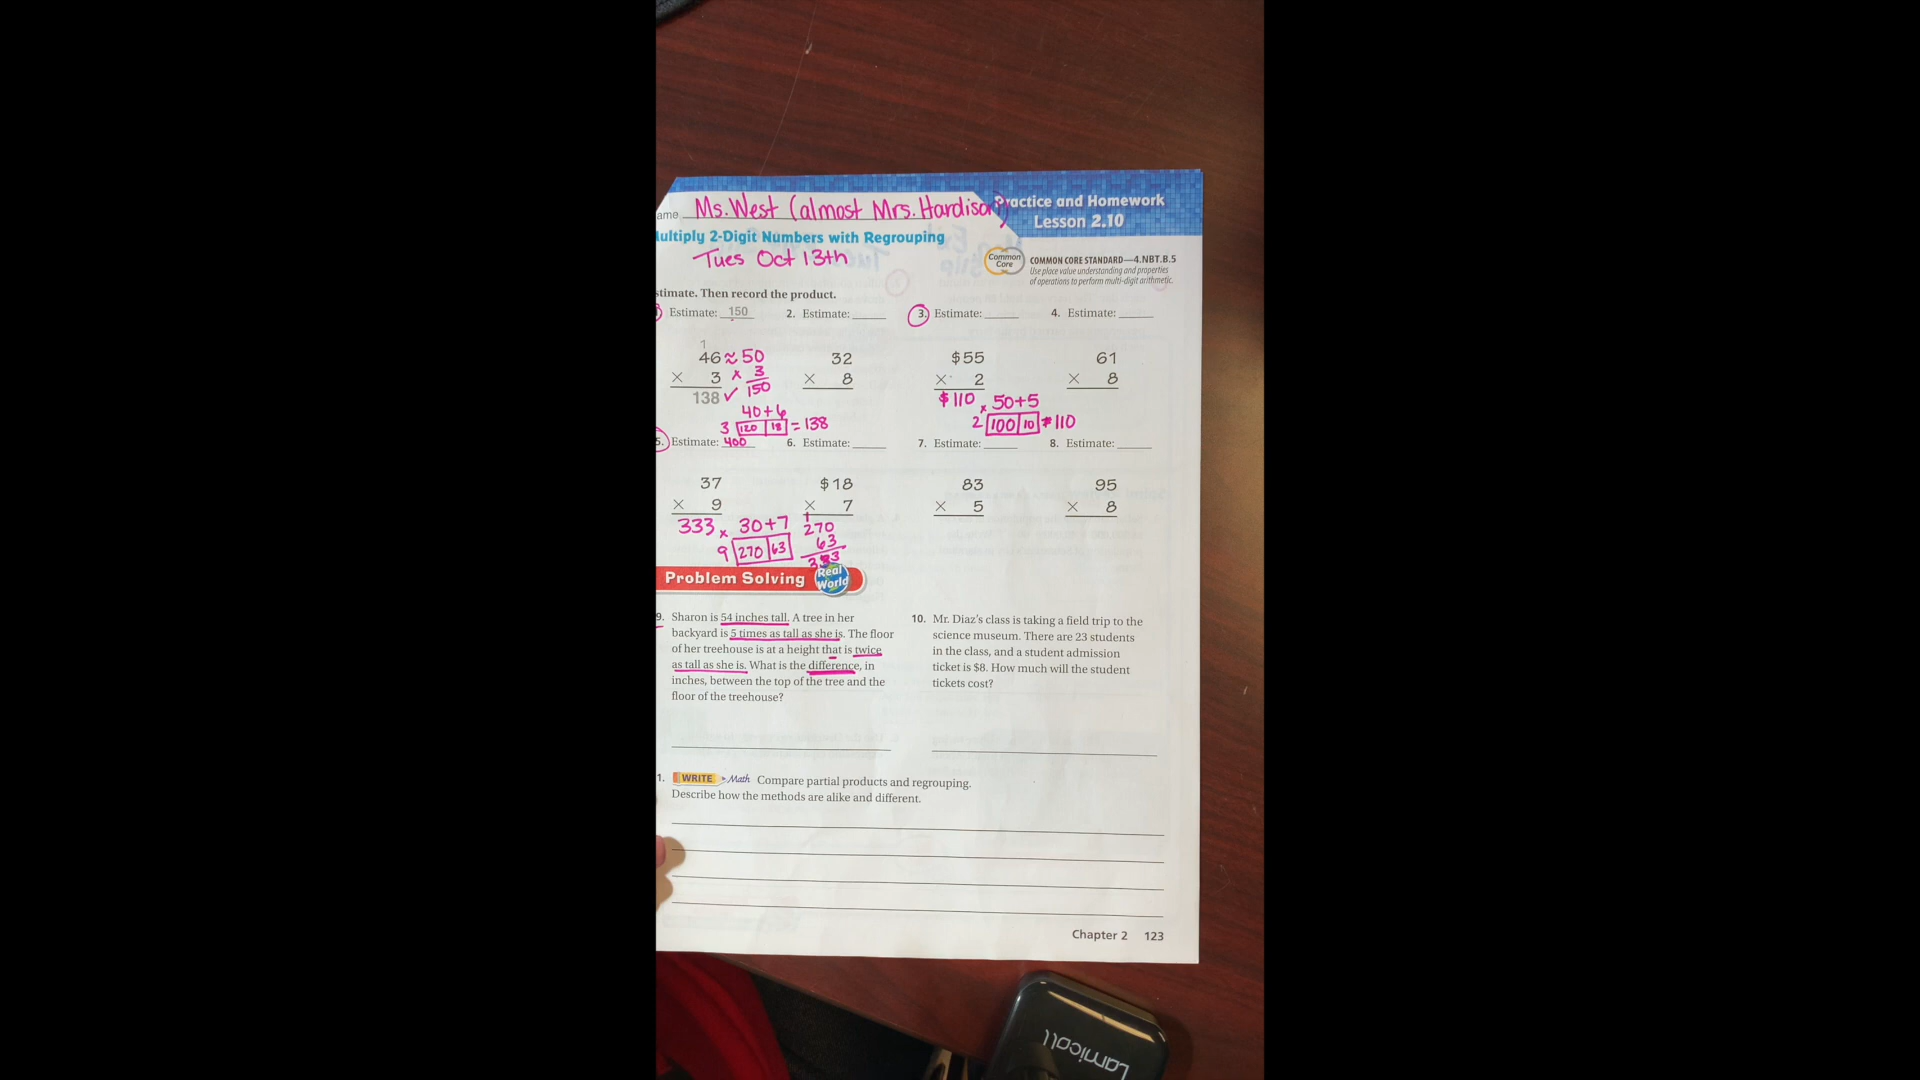 ame Ms. West (almost Mrs. Hardison)
Practice and Homework
Lesson 2.10
ultiply 2-Digit Numbers with Regrouping
Tues Oct 13th
Common Core
COMMON CORE STANDARD—4.NBT.B.5
Use place value understanding and properties
of operations to perform multi-digit arithmetic.
stimate. Then record the product.
Estimate: 150 2. Estimate: 3. Estimate: 4. Estimate:
1
46 ≈ 50 32 $55 61
× 3 × 3 × 8 × 2 × 8
138 ✓ 150 $110
40+6 × 50+5
3 120 18 = 138 2 100 10 110
5. Estimate: 400 6. Estimate: 7. Estimate: 8. Estimate:
37 $18 83 95
× 9 × 7 × 5 × 8
333 × 30+7
9 270 63
1
270
63
Problem Solving Real World
9. Sharon is 54 inches tall. A tree in her
backyard is 5 times as tall as she is. The floor
of her treehouse is at a height that is twice
as tall as she is. What is the difference, in
inches, between the top of the tree and the
floor of the treehouse?
10. Mr. Diaz's class is taking a field trip to the
science museum. There are 23 students
in the class, and a student admission
ticket is $8. How much will the student
tickets cost?
1. WRITE Math Compare partial products and regrouping.
Describe how the methods are alike and different.
Chapter 2 123
Lamicall